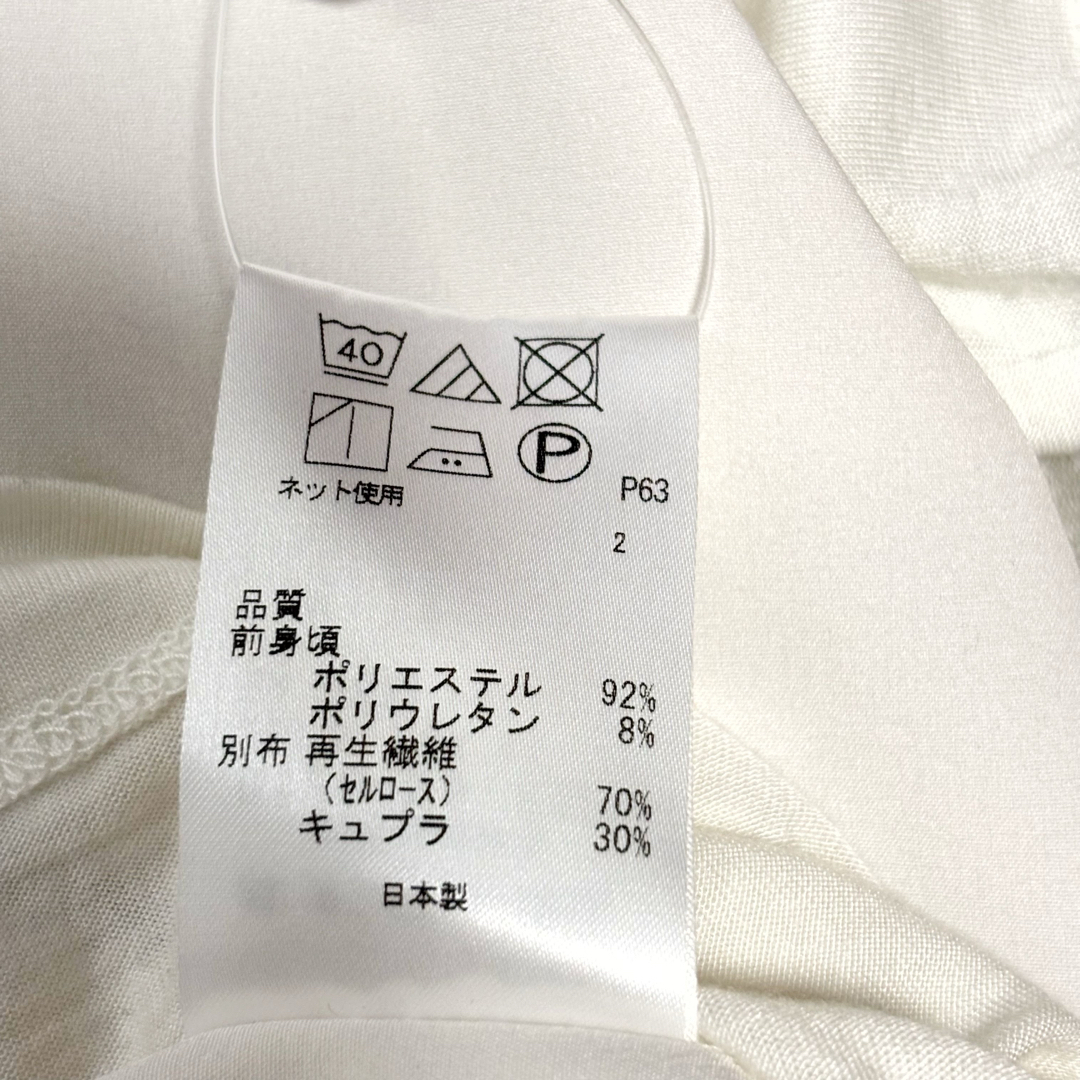 40
P
ネット使用
P63
2
品質
前身頃
ポリエステル 92%
ポリウレタン 8%
別布 再生繊維
(セルロース) 70%
キュプラ 30%
日本製